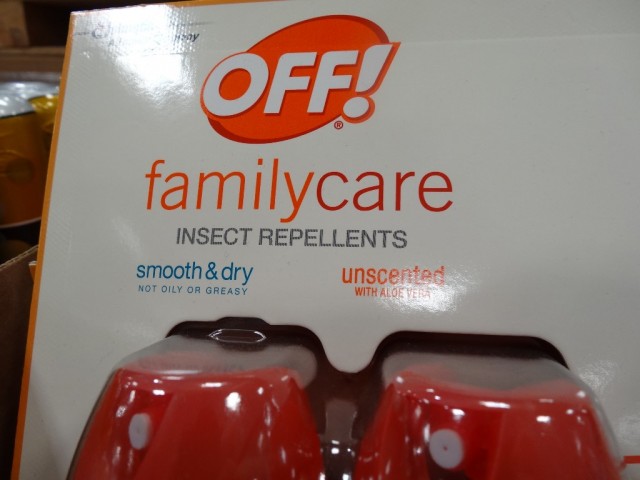 OFF!®
familycare
INSECT REPELLENTS
smooth & dry
NOT OILY OR GREASY
unscented
WITH ALOE VERA